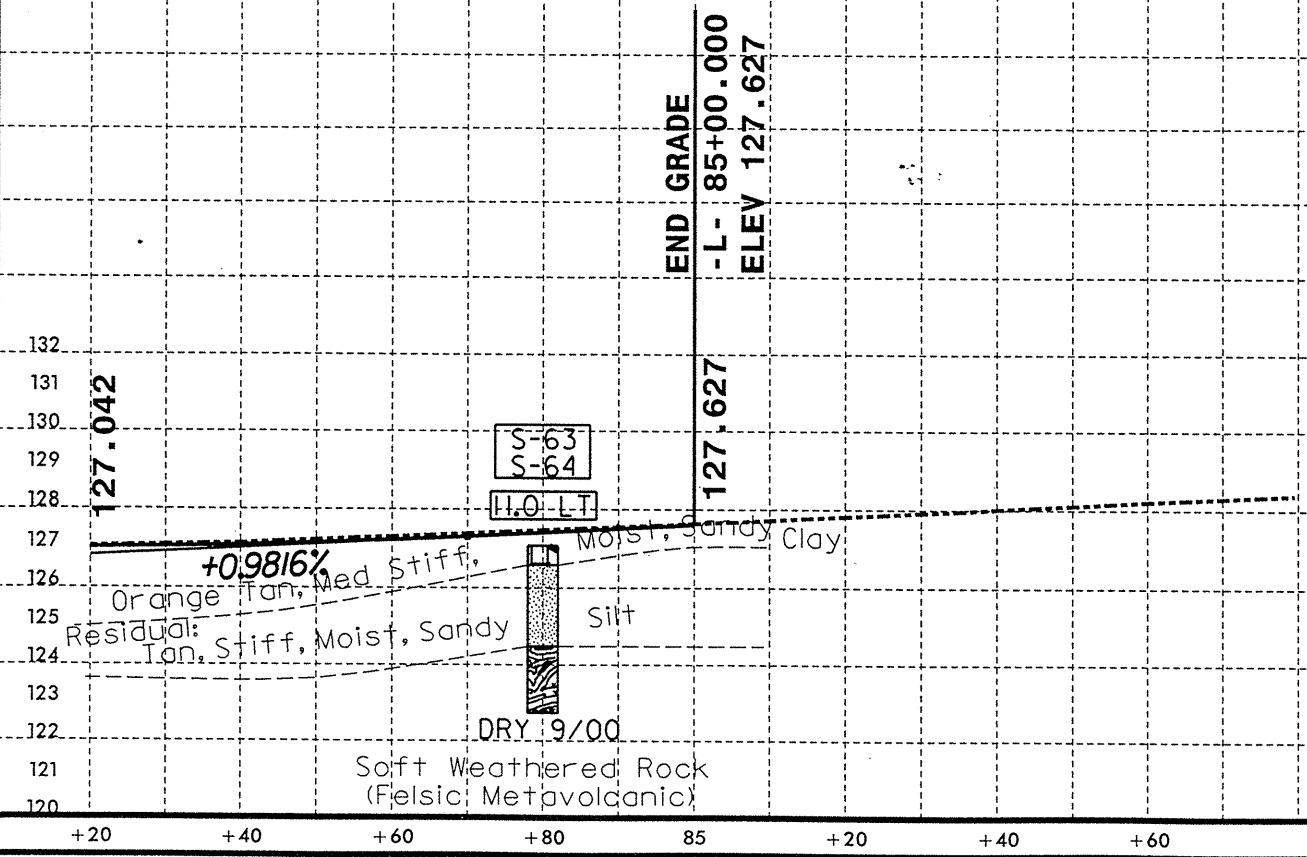 END GRADE
-L- 85+00.000
ELEV 127.627
132
131
130
129
128
127
126
125
124
123
122
121
120
127.042
127.627
S-63
S-64
11.0 LT
+0.9816%
Orange Tan, Med Stiff, Moist, Sandy Clay
Residual:
Tan, Stiff, Moist, Sandy Silt
DRY 9/00
Soft Weathered Rock
(Felsic Metavolcanic)
+20 +40 +60 +80 85 +20 +40 +60